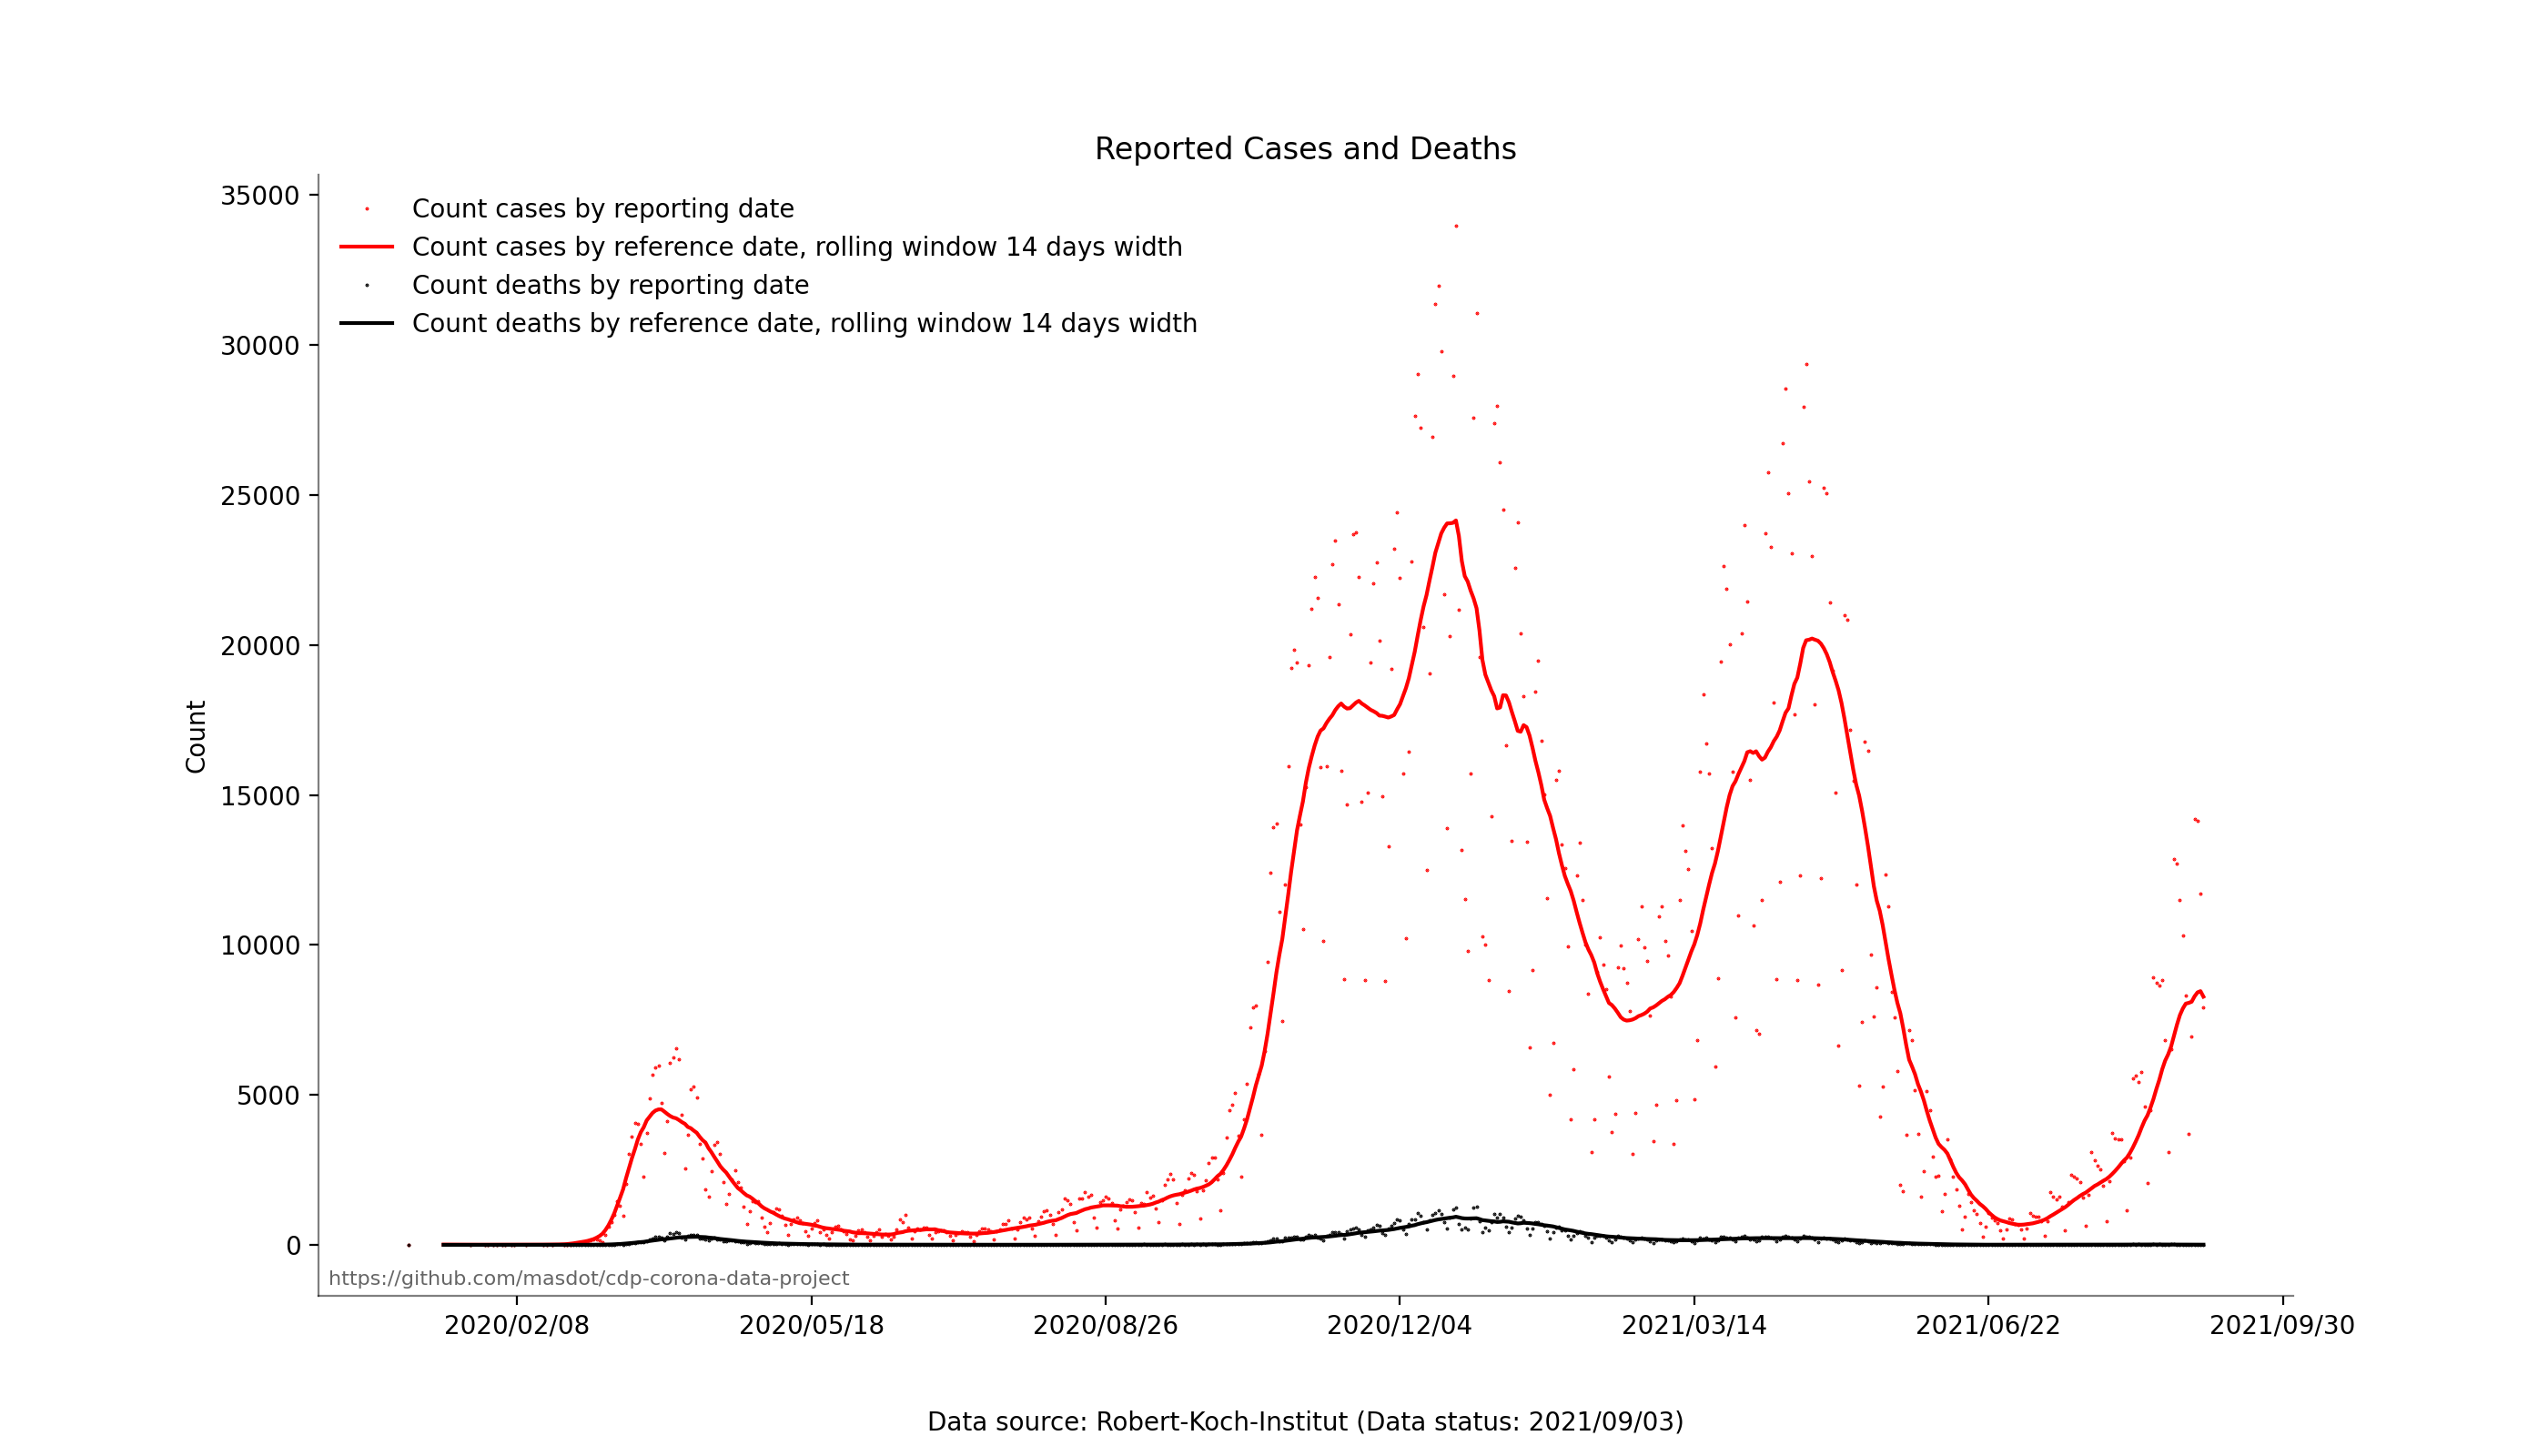 Reported Cases and Deaths
35000
30000
25000
20000
15000
10000
5000
0
Count
Count cases by reporting date
Count cases by reference date, rolling window 14 days width
Count deaths by reporting date
Count deaths by reference date, rolling window 14 days width
https://github.com/masdot/cdp-corona-data-project
2020/02/08 2020/05/18 2020/08/26 2020/12/04 2021/03/14 2021/06/22 2021/09/30
Data source: Robert-Koch-Institut (Data status: 2021/09/03)